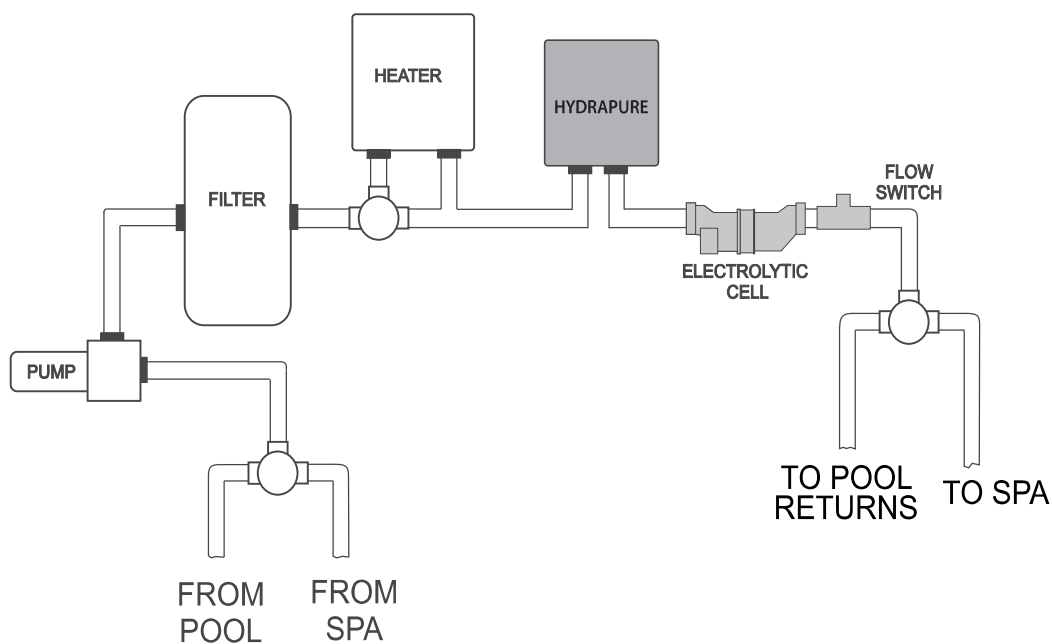 HEATER
HYDRAPURE
FILTER
FLOW
SWITCH
ELECTROLYTIC
CELL
PUMP
TO POOL
RETURNS
TO SPA
FROM
POOL
FROM
SPA